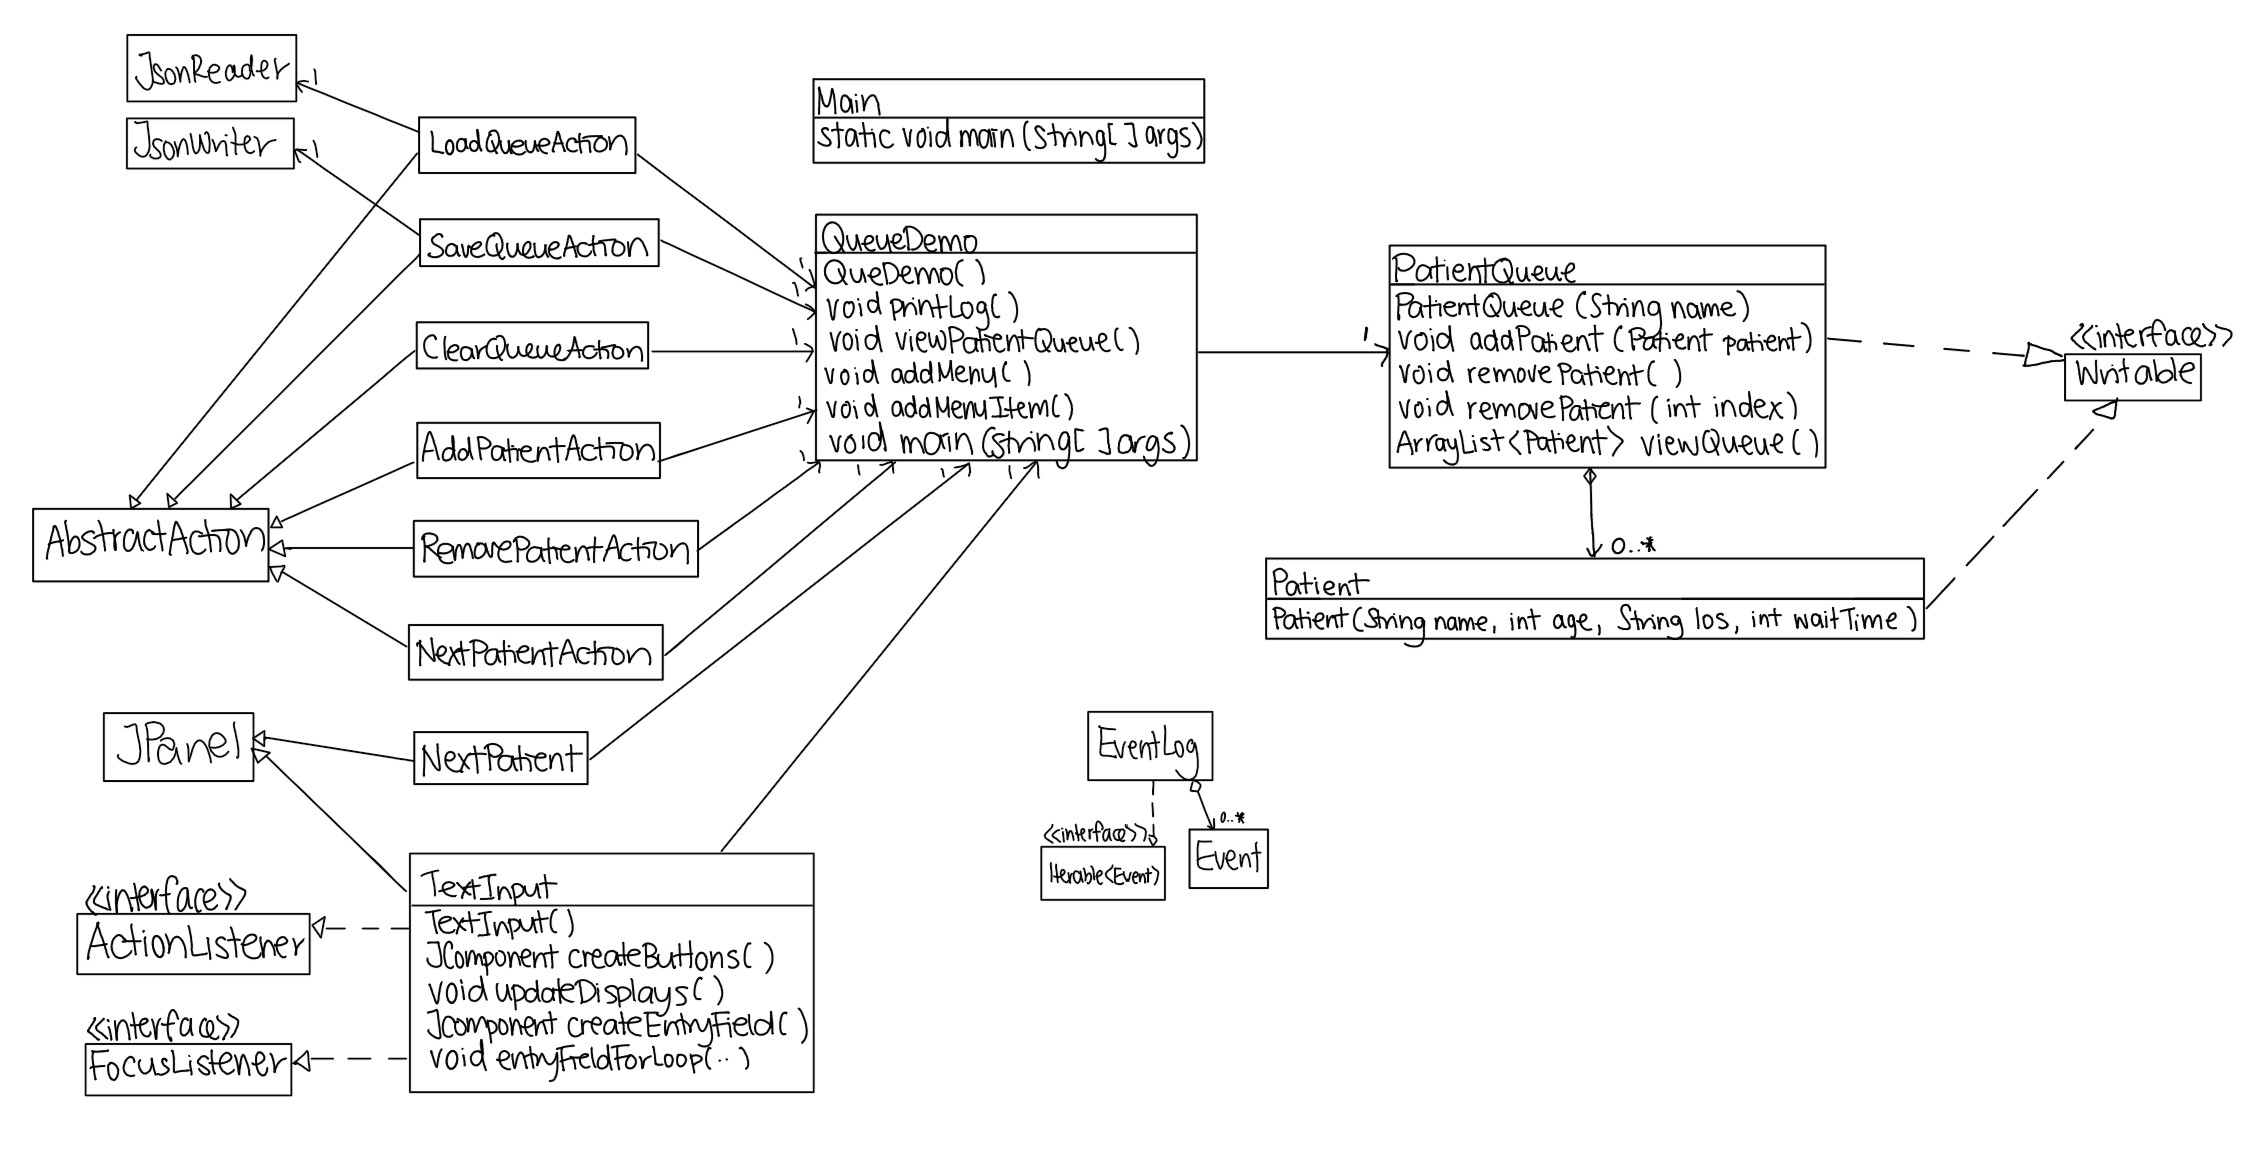 JsonReader
1
JsonWriter
1
LoadQueueAction
SaveQueueAction
ClearQueueAction
AddPatientAction
AbstractAction
RemovePatientAction
NextPatientAction
JPanel
NextPatient
<<interface>>
ActionListener
<<interface>>
FocusListener
TextInput
TextInput()
JComponent createButtons()
void updateDisplays()
JComponent createEntryField()
void entryFieldForLoop(..)
Main
static void main (String[] args)
1
1
1
1
1
1
1
1
QueueDemo
QueDemo()
void printLog()
void viewPatientQueue()
void addMenu()
void addMenuItem()
void main (String[] args)
1
PatientQueue
PatientQueue (String name)
void addPatient (Patient patient)
void removePatient()
void removePatient (int index)
ArrayList<Patient> viewQueue()
<<interface>>
Writable
0..*
Patient
Patient (String name, int age, String los, int waitTime)
EventLog
0..*
<<interface>>
Iterable<Event>
Event